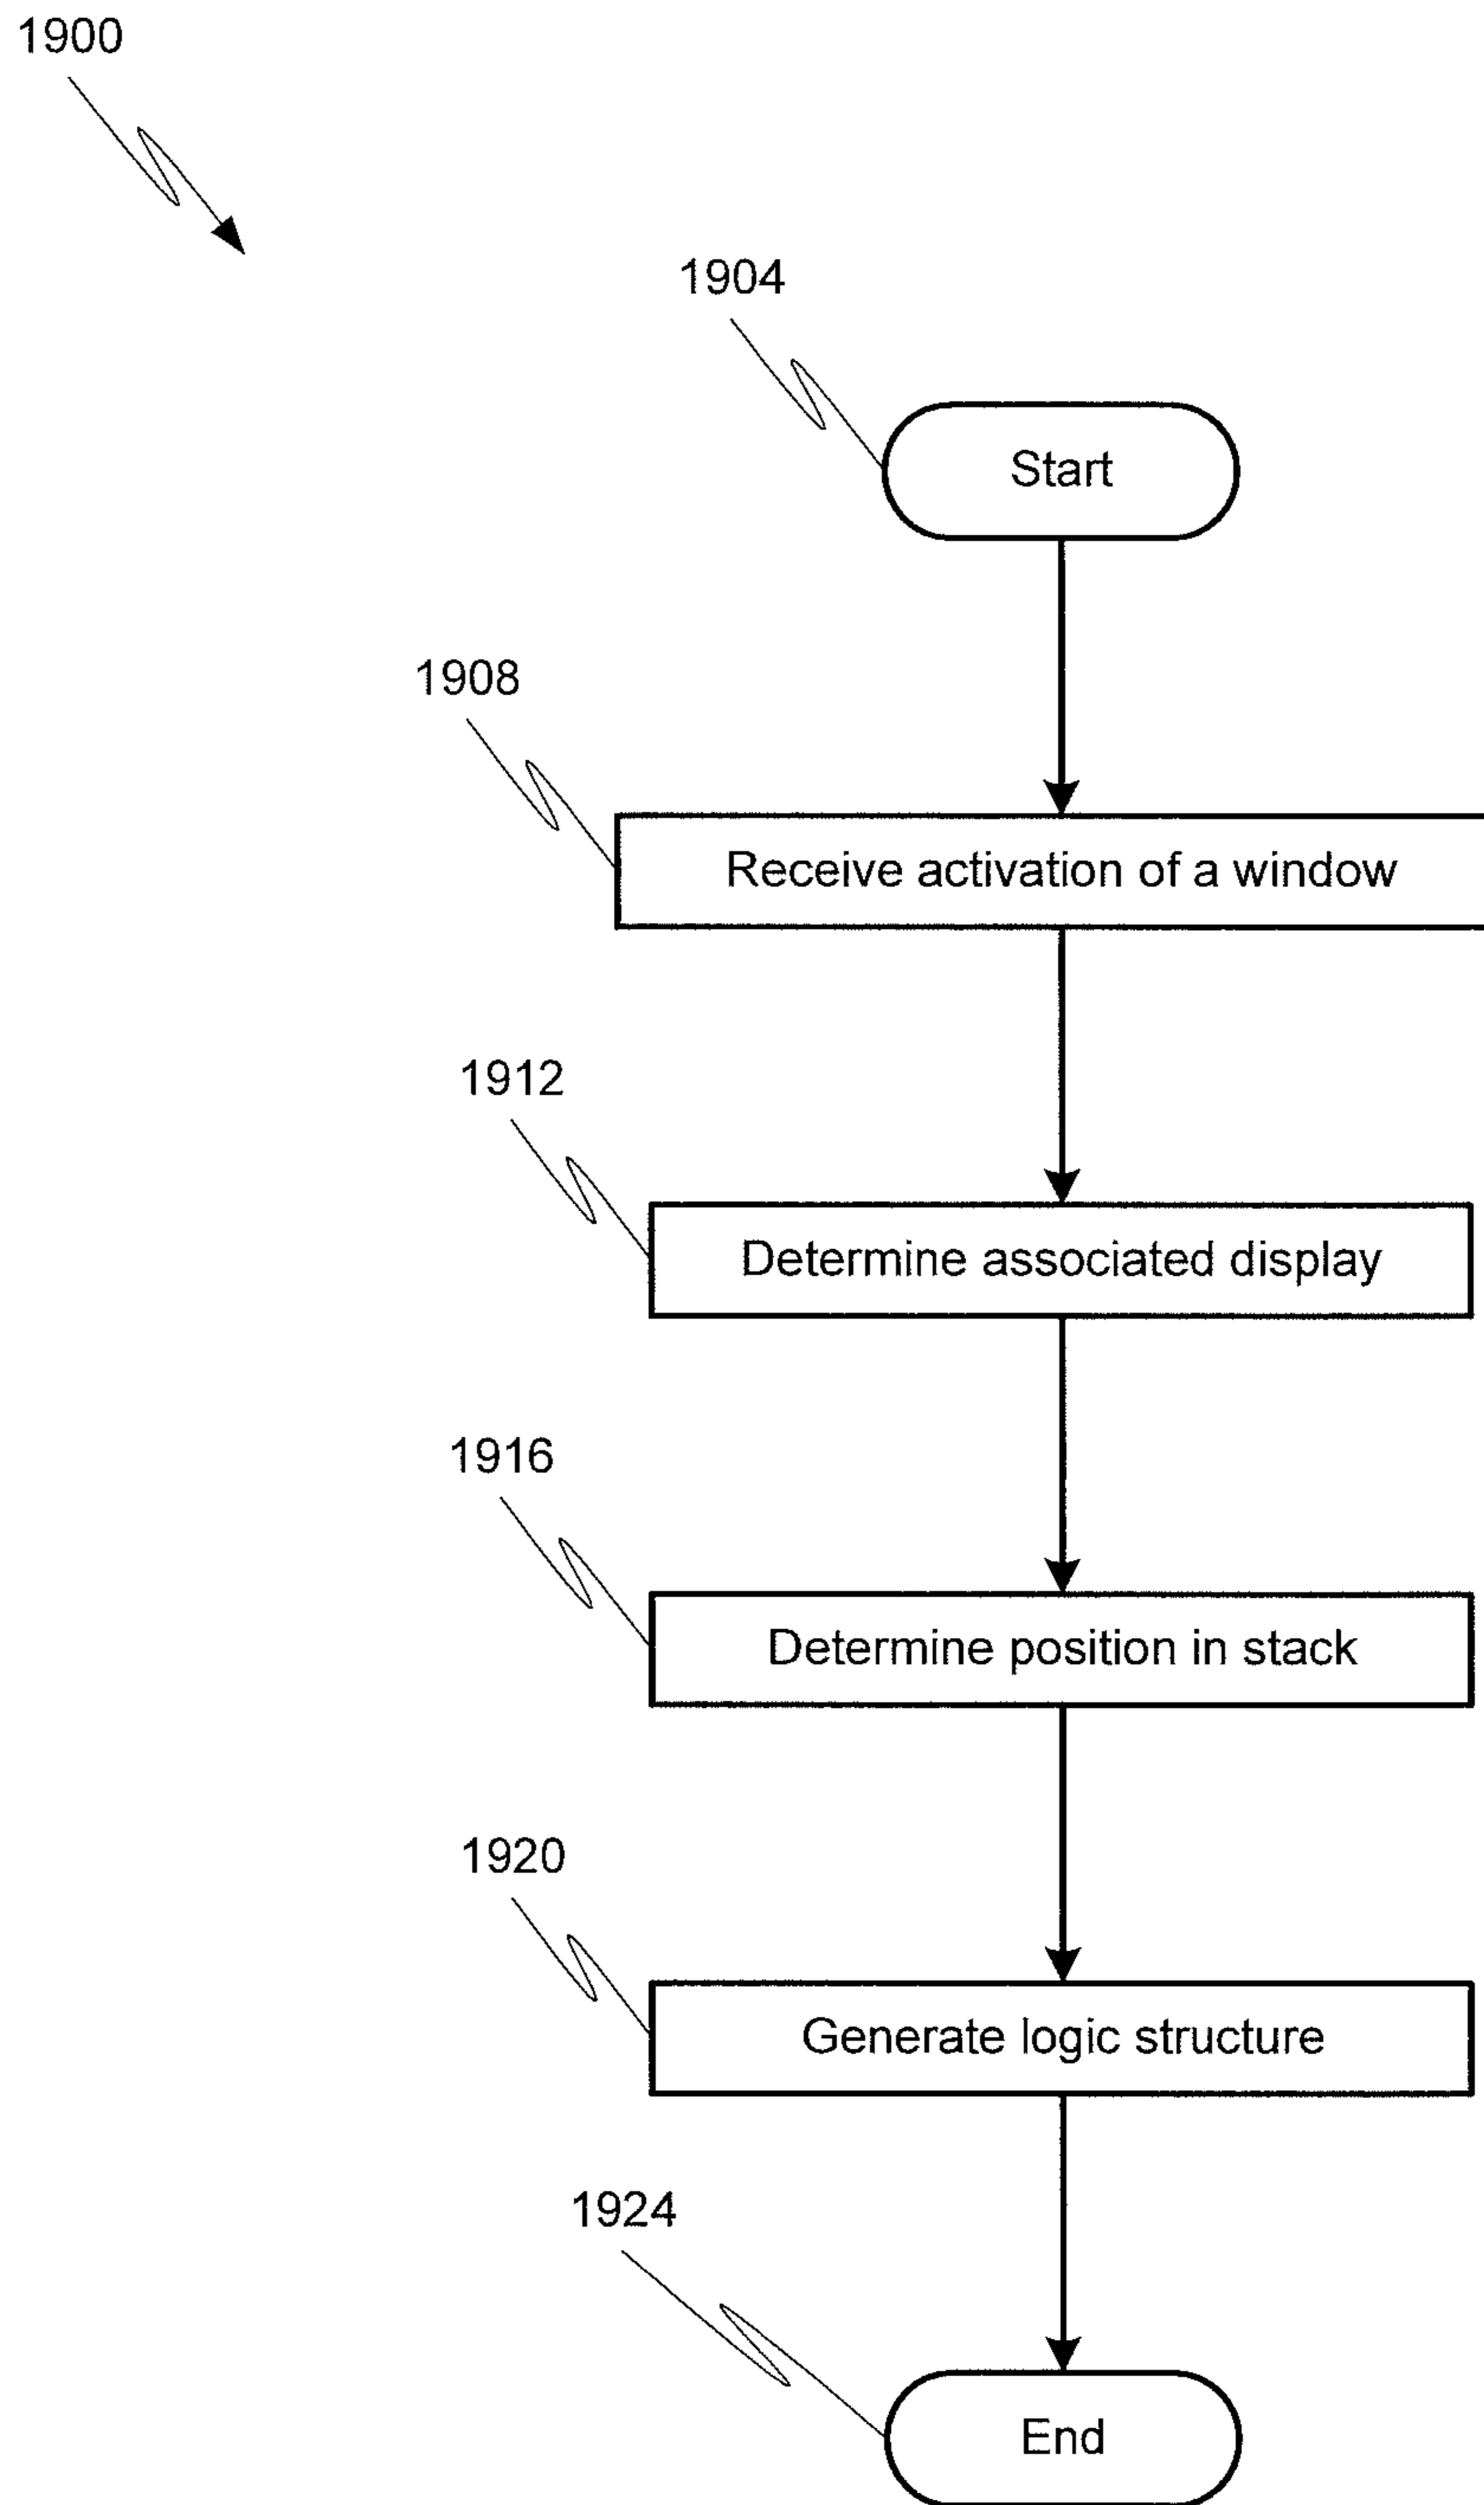 1900
1904
Start
1908
Receive activation of a window
1912
Determine associated display
1916
Determine position in stack
1920
Generate logic structure
1924
End